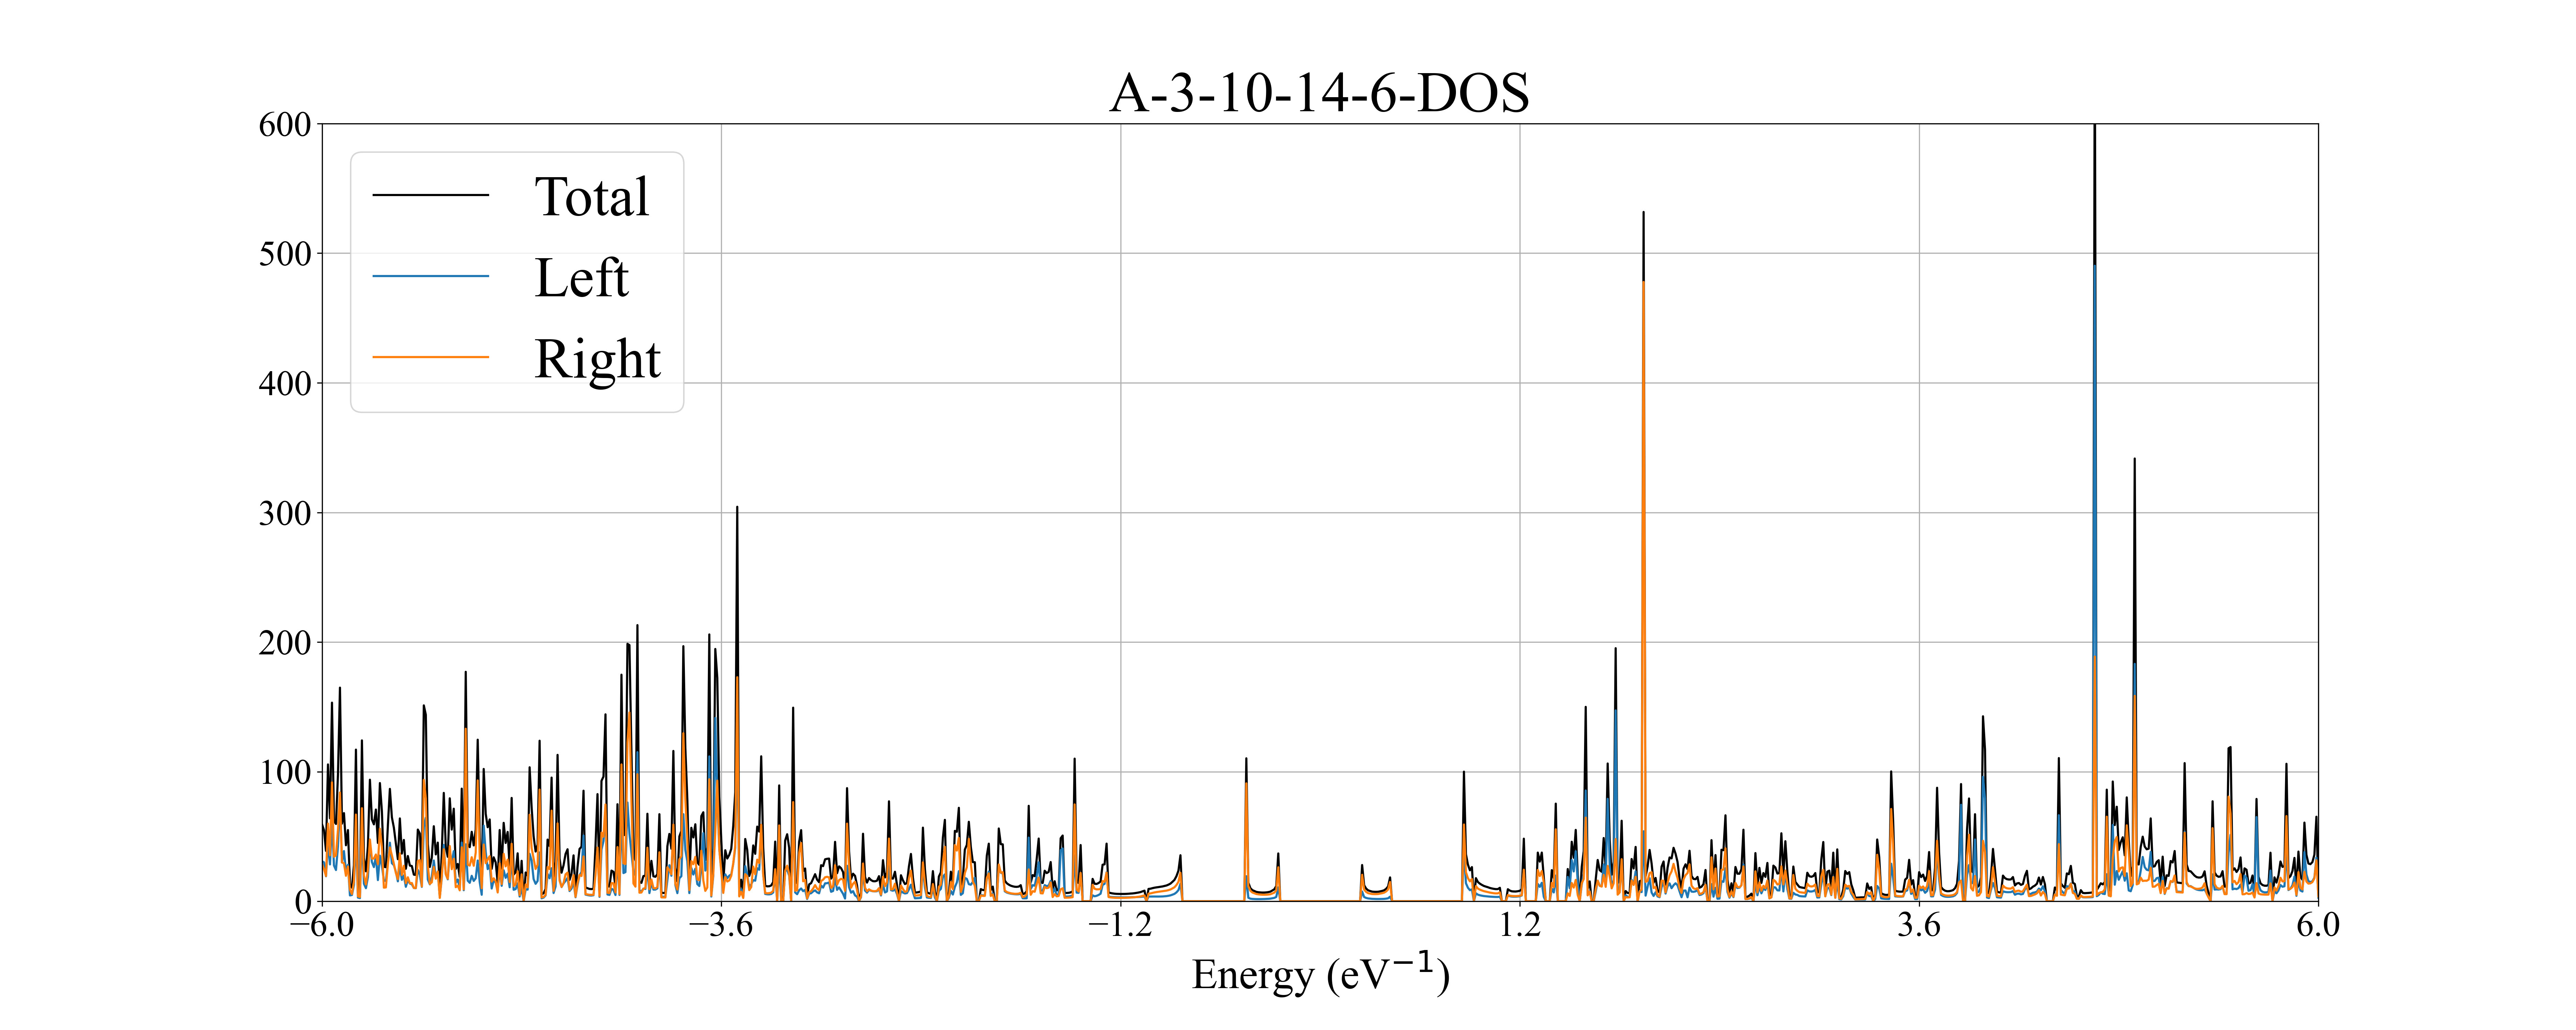 A-3-10-14-6-DOS
600
500
400
300
200
100
0
Total
Left
Right
−6.0 −3.6 −1.2 1.2 3.6 6.0
Energy (eV⁻¹)